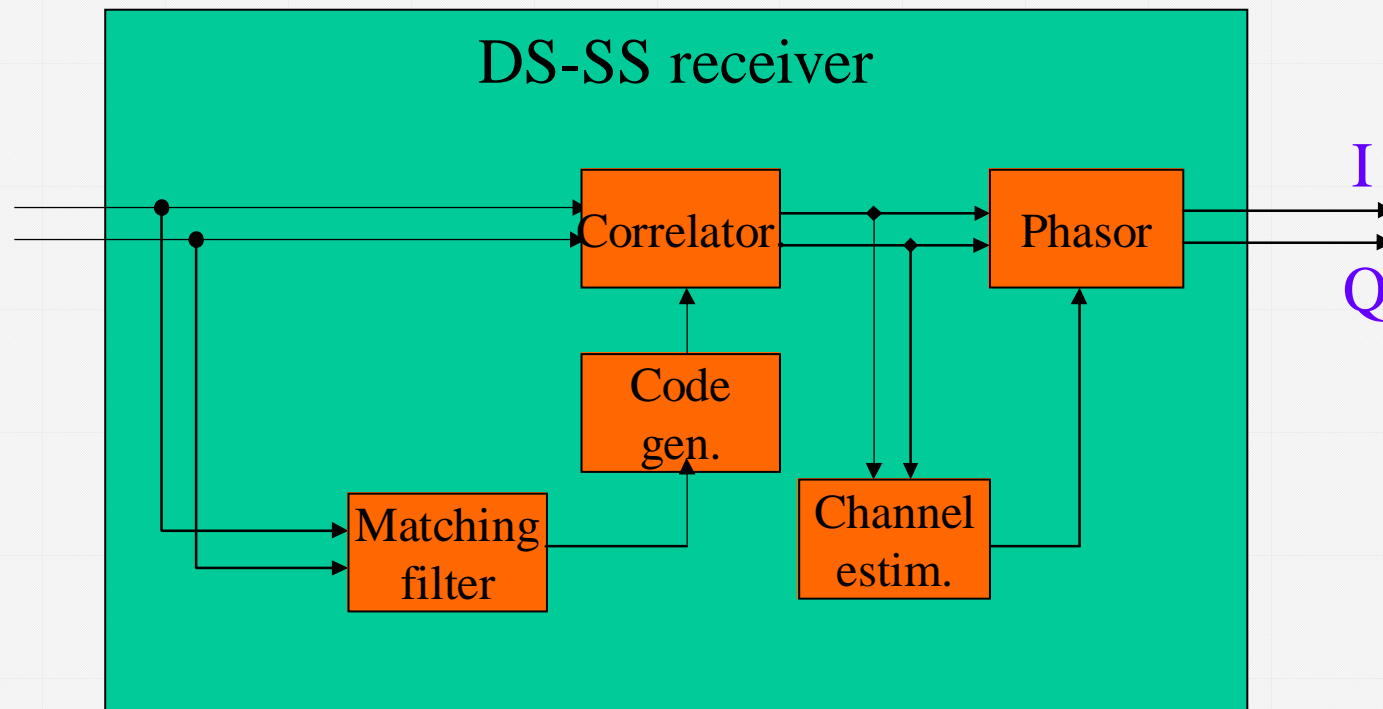 DS-SS receiver
I
Correlator
Phasor
Q
Code
gen.
Matching
filter
Channel
estim.